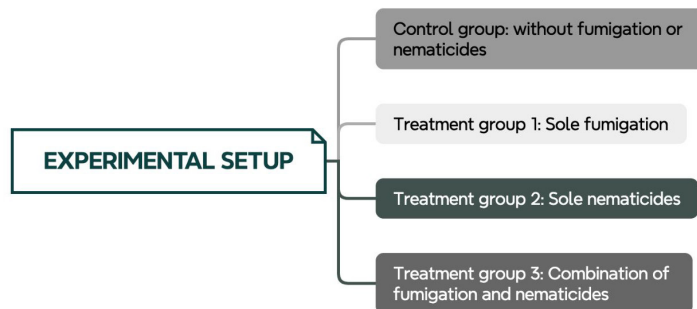 Control group: without fumigation or
nematicides
Treatment group 1: Sole fumigation
EXPERIMENTAL SETUP
Treatment group 2: Sole nematicides
Treatment group 3: Combination of
fumigation and nematicides